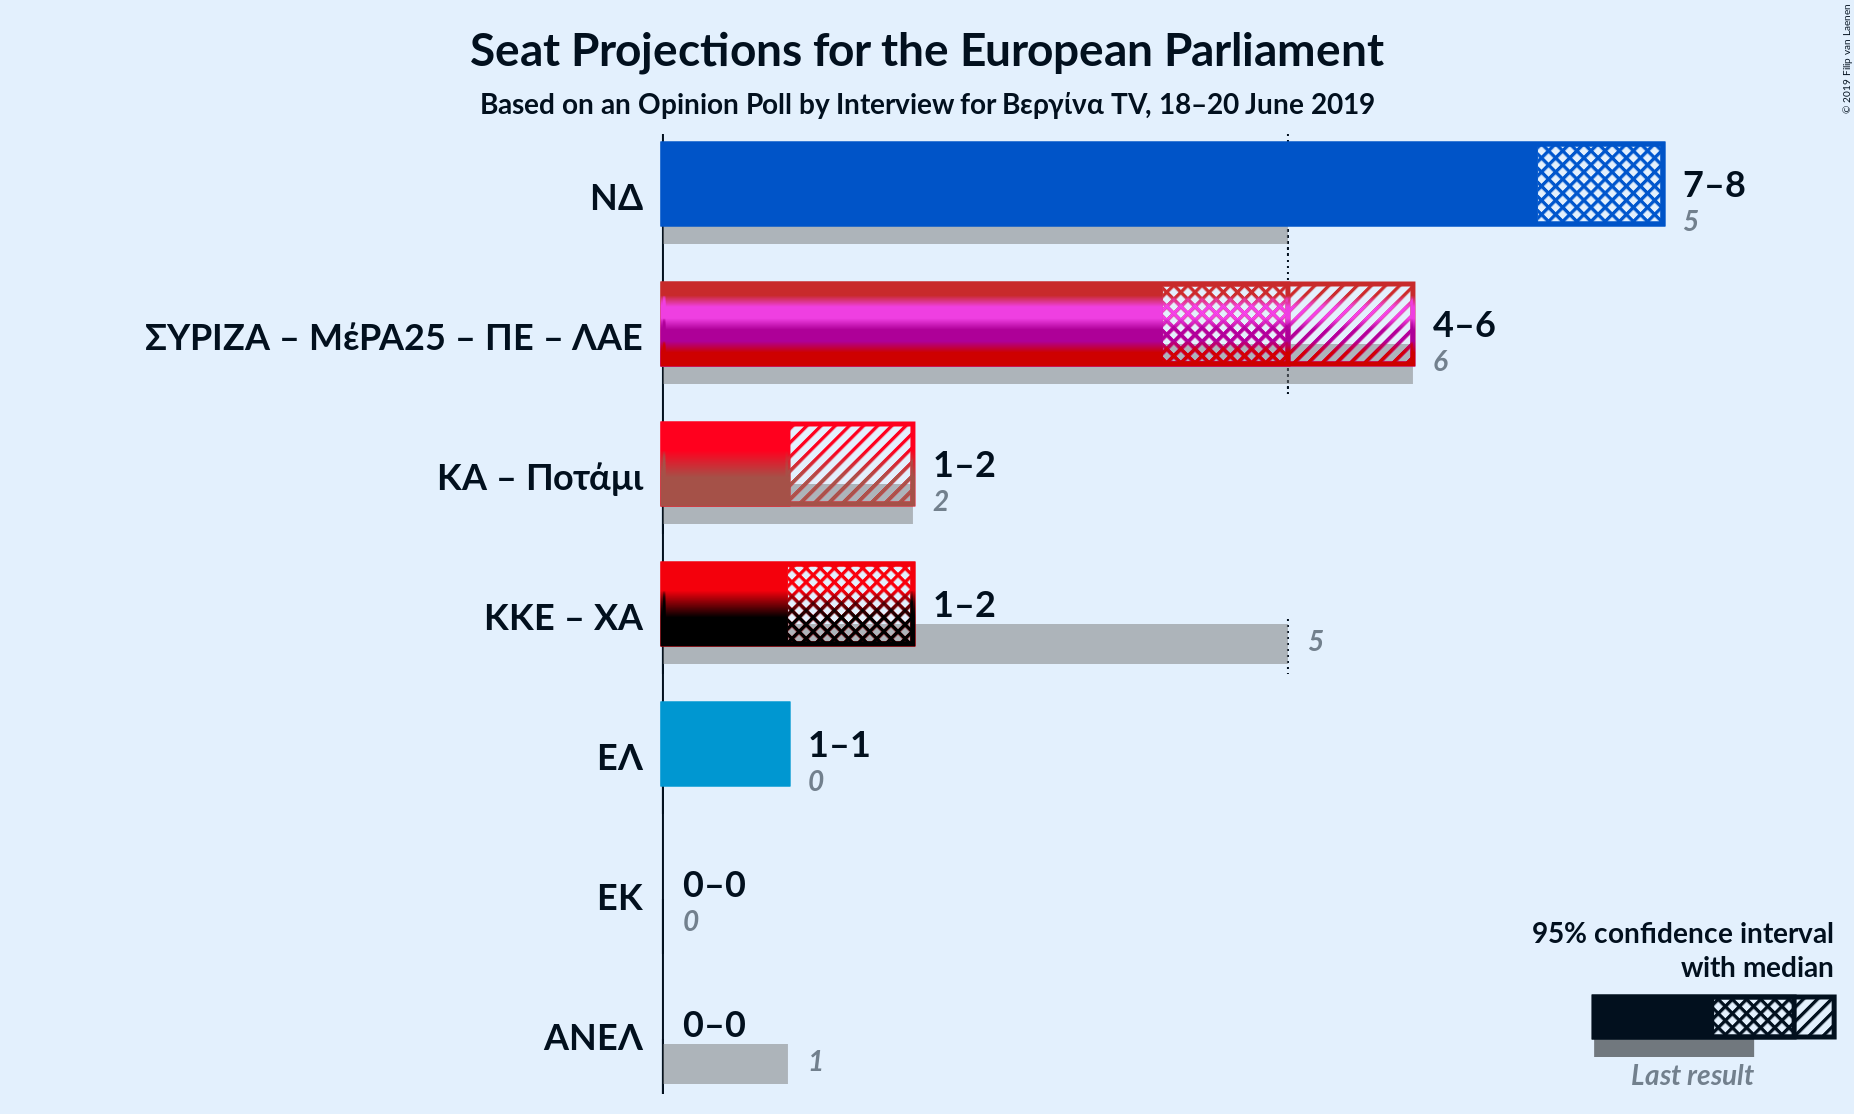 Seat Projections for the European Parliament
Based on an Opinion Poll by Interview for Βεργίνα TV, 18–20 June 2019
© 2019 Filip van Laenen
ΝΔ
7–8
5
ΣΥΡΙΖΑ – ΜέΡΑ25 – ΠΕ – ΛΑΕ
4–6
6
ΚΑ – Ποτάμι
1–2
2
ΚΚΕ – ΧΑ
1–2
5
ΕΛ
1–1
0
ΕΚ
0–0
0
ΑΝΕΛ
0–0
1
95% confidence interval
with median
Last result